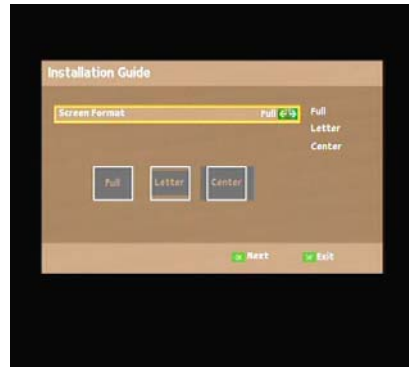 Installation Guide
Screen Format Full
Full
Letter
Center
Full Letter Center
Next Exit